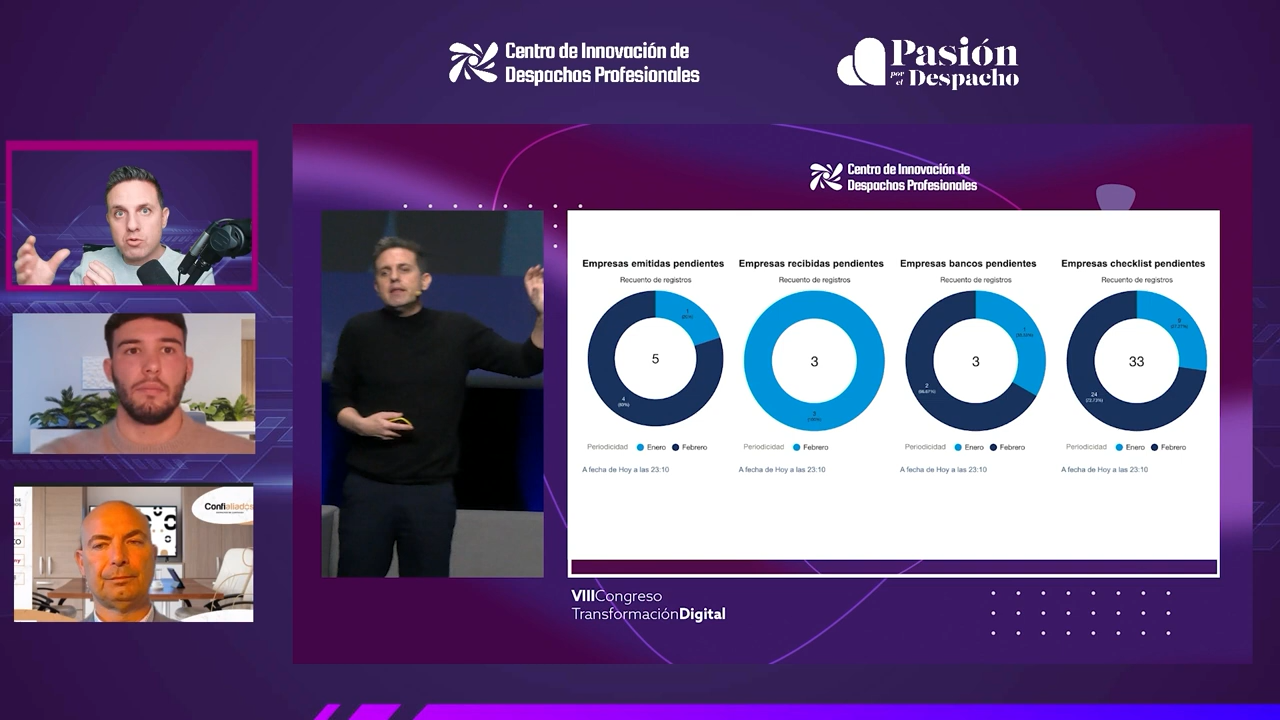 Centro de Innovación de
Despachos Profesionales
Pasión
por el Despacho
Centro de Innovación de
Despachos Profesionales
Empresas emitidas pendientes
Recuento de registros
5
4
Periodicidad Enero Febrero
A fecha de Hoy a las 23:10
Empresas recibidas pendientes
Recuento de registros
3
Periodicidad Febrero
A fecha de Hoy a las 23:10
Empresas bancos pendientes
Recuento de registros
3
2
Periodicidad Enero Febrero
A fecha de Hoy a las 23:10
Empresas checklist pendientes
Recuento de registros
33
24
Periodicidad Enero Febrero
A fecha de Hoy a las 23:10
Confialiados
VIIICongreso
TransformaciónDigital